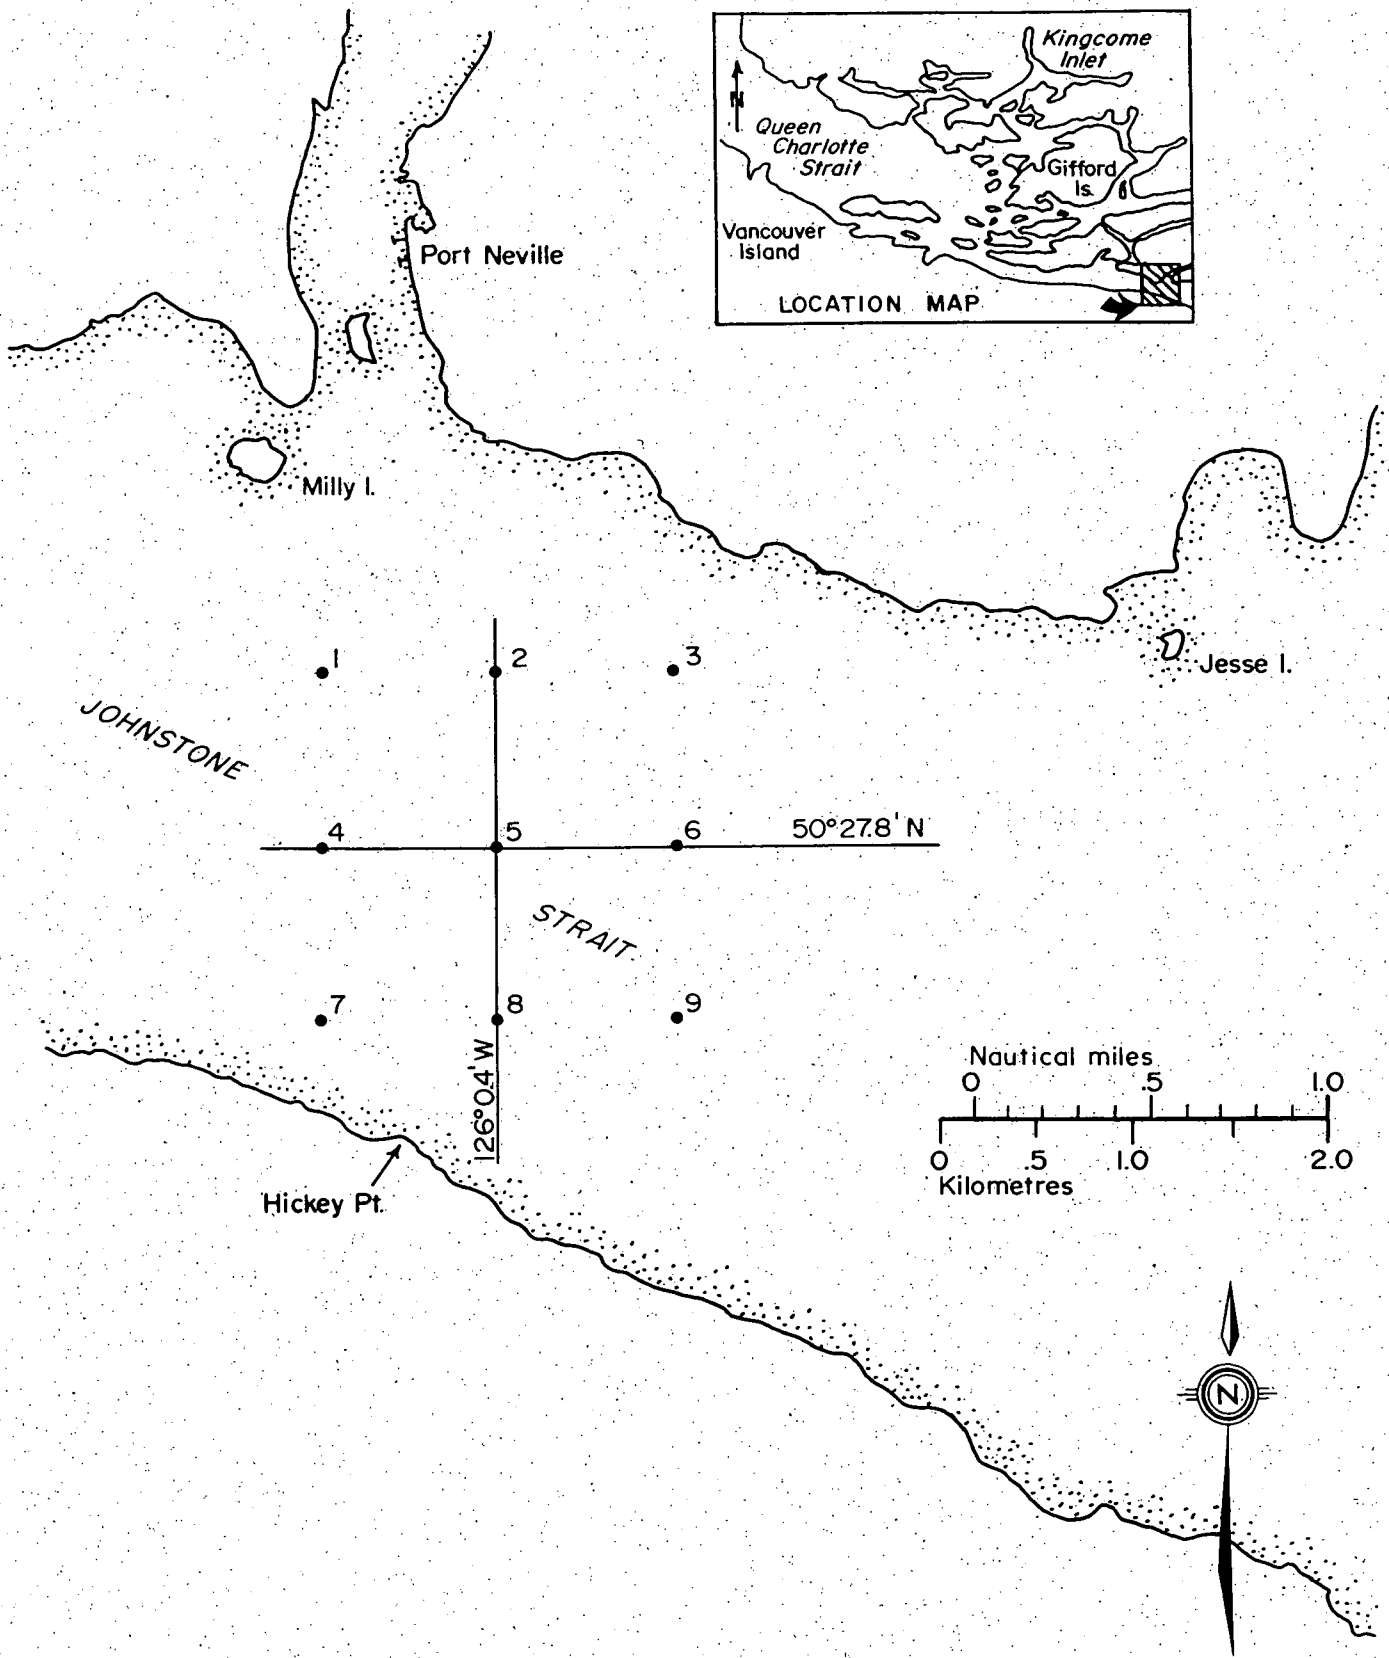 Kingcome
Inlet
N
Queen
Charlotte
Strait
Gifford
Is.
Vancouver
Island
LOCATION MAP
Port Neville
Milly I.
Jesse I.
1
2
3
JOHNSTONE
4
5
6
50°27.8' N
STRAIT
7
8
9
126°0.4' W
Hickey Pt.
Nautical miles
0 .5 1.0
0 .5 1.0 2.0
Kilometres
N